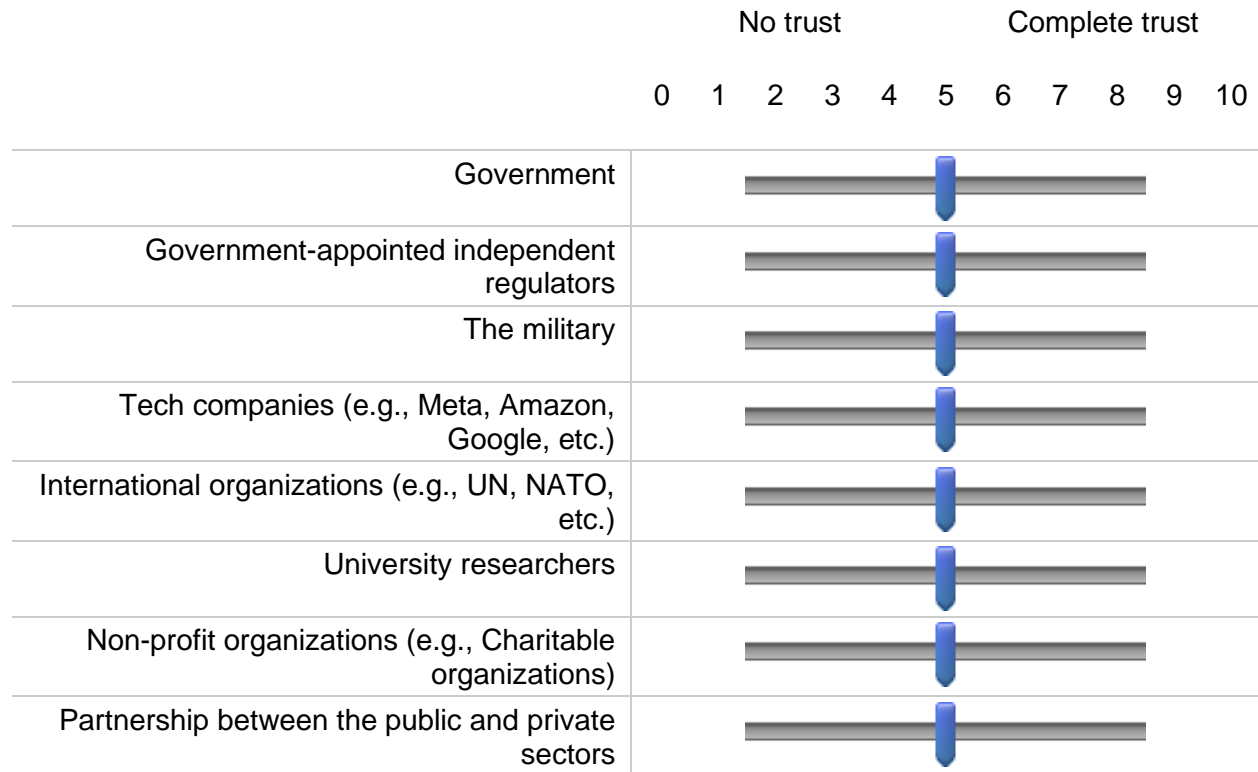 No trust Complete trust
0 1 2 3 4 5 6 7 8 9 10
Government
Government-appointed independent
regulators
The military
Tech companies (e.g., Meta, Amazon,
Google, etc.)
International organizations (e.g., UN, NATO,
etc.)
University researchers
Non-profit organizations (e.g., Charitable
organizations)
Partnership between the public and private
sectors